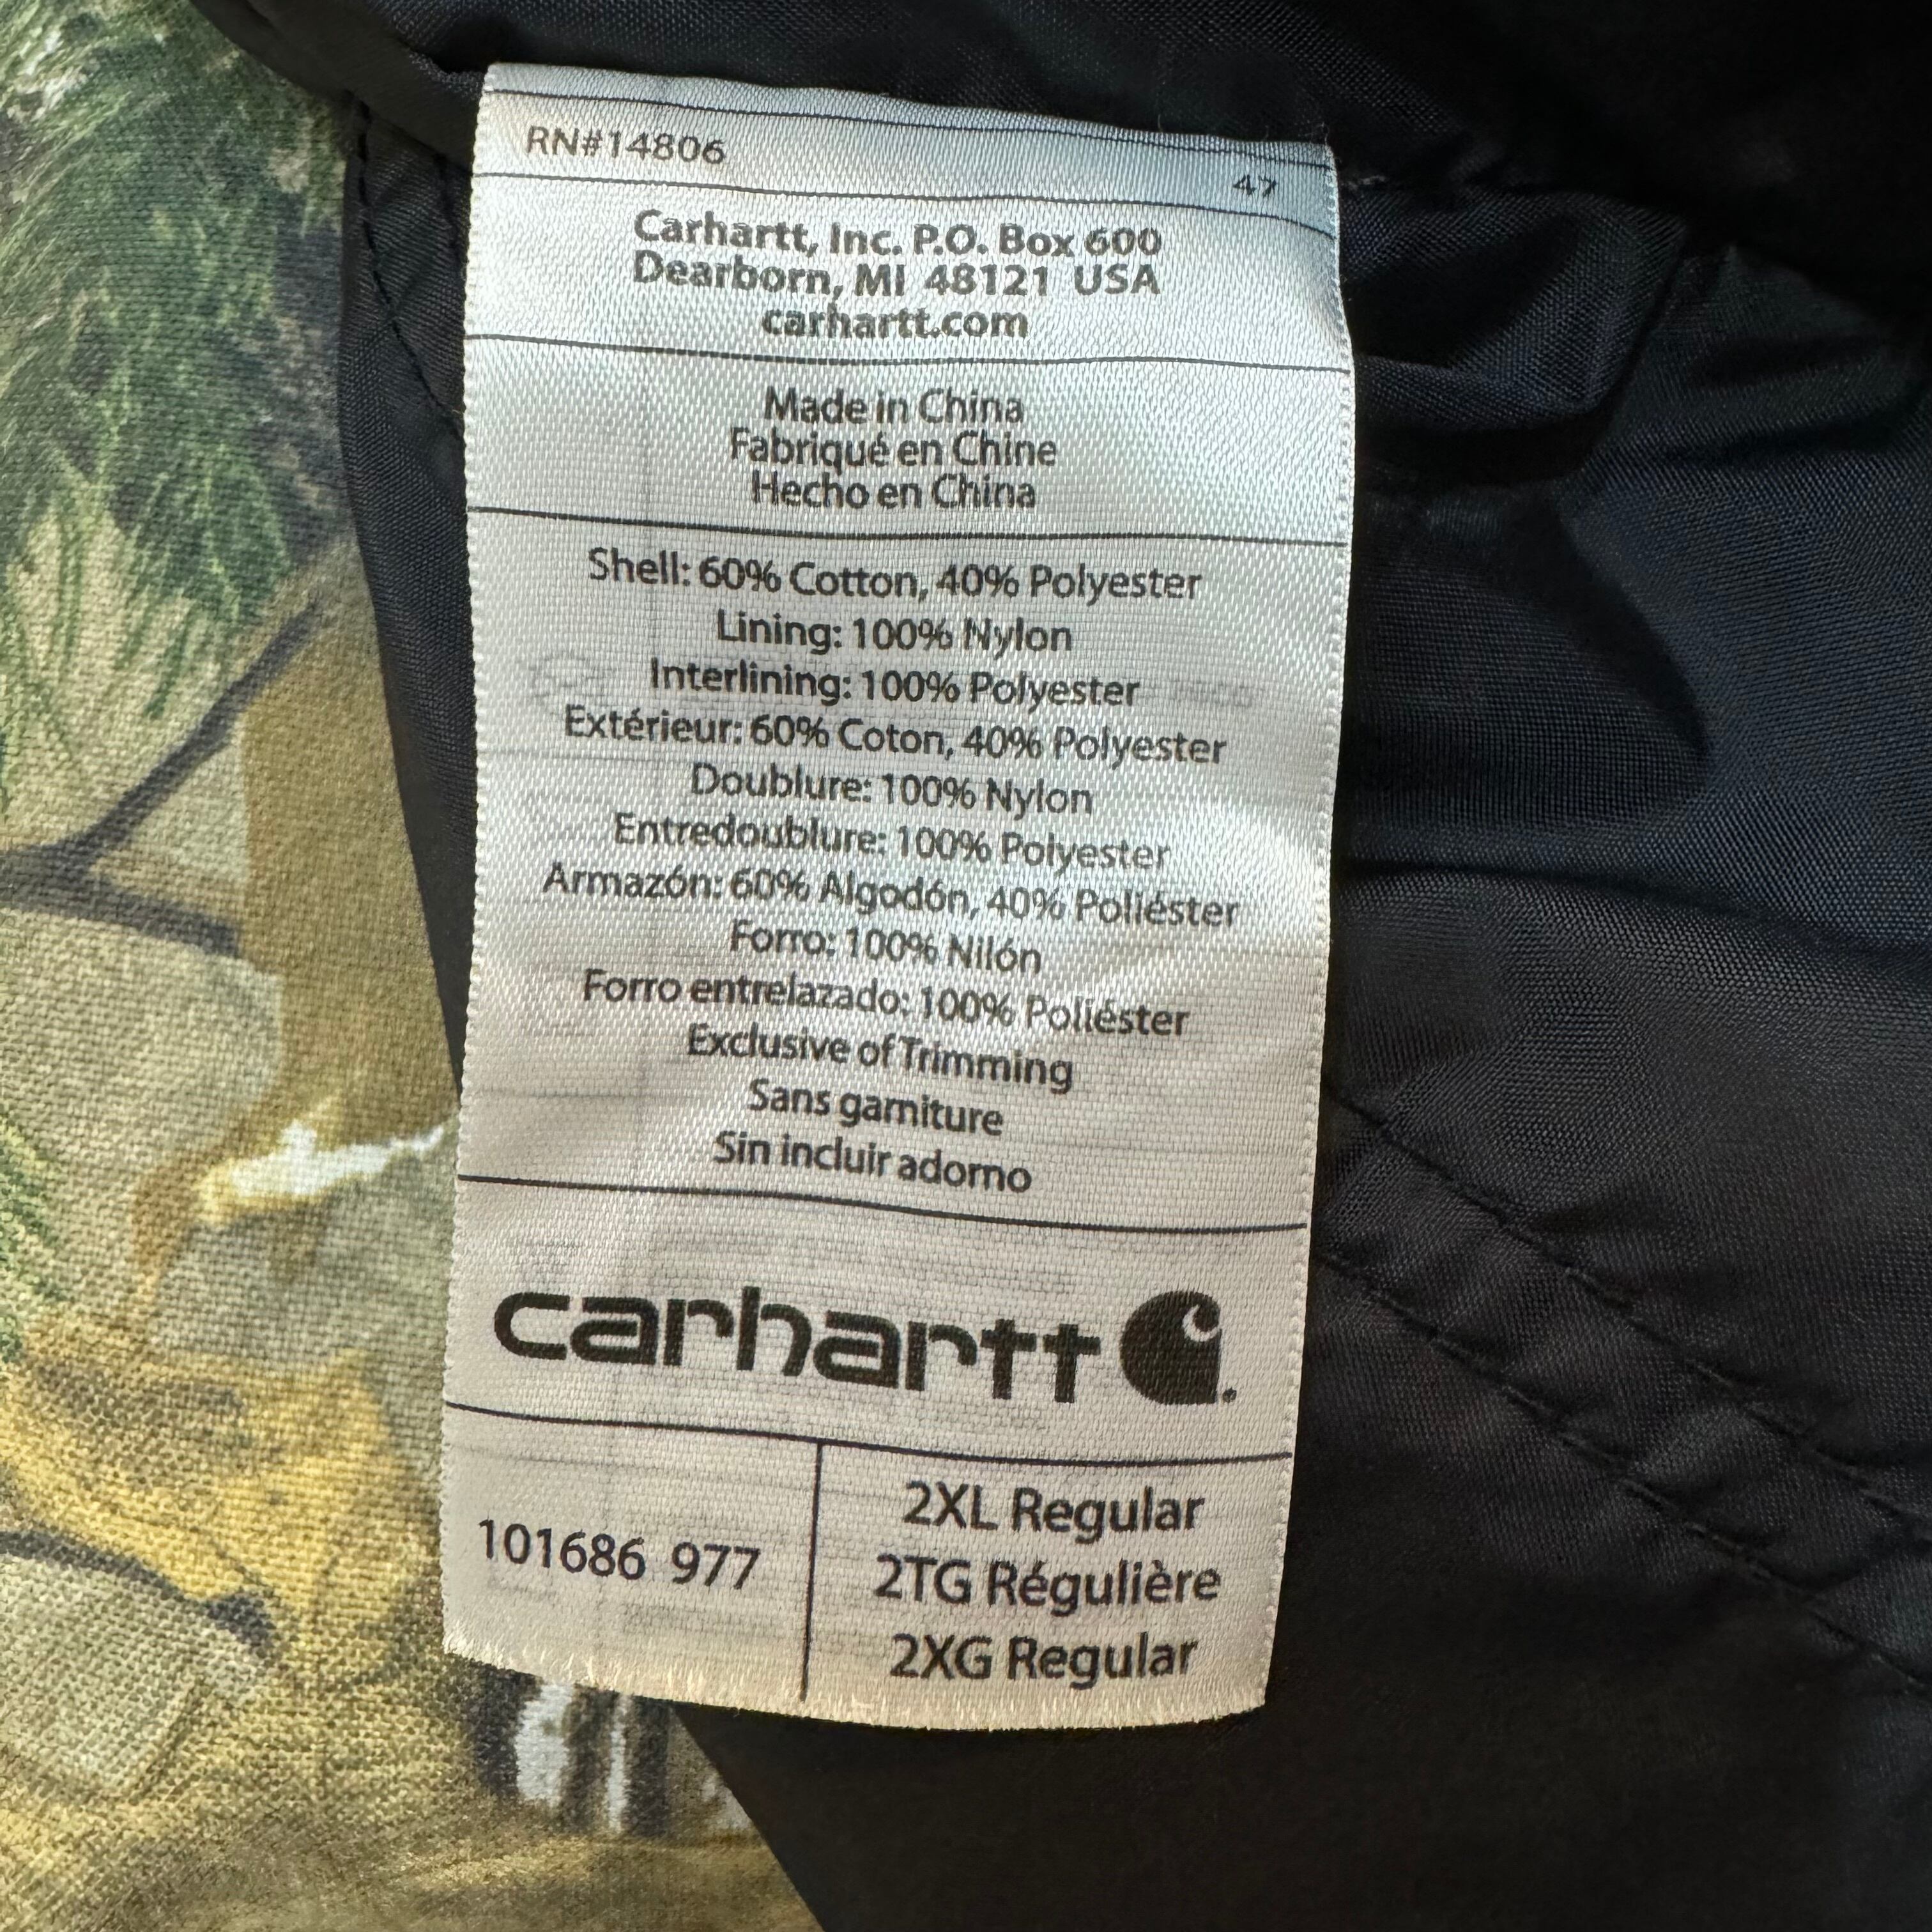 RN#14806
47
Carhartt, Inc. P.O. Box 600
Dearborn, MI 48121 USA
carhartt.com
Made in China
Fabriqué en Chine
Hecho en China
Shell: 60% Cotton, 40% Polyester
Lining: 100% Nylon
Interlining: 100% Polyester
Extérieur: 60% Coton, 40% Polyester
Doublure: 100% Nylon
Entredoublure: 100% Polyester
Armazón: 60% Algodón, 40% Poliéster
Forro: 100% Nilón
Forro entrelazado: 100% Poliéster
Exclusive of Trimming
Sans garniture
Sin incluir adorno
carhartt
101686 977
2XL Regular
2TG Régulière
2XG Regular